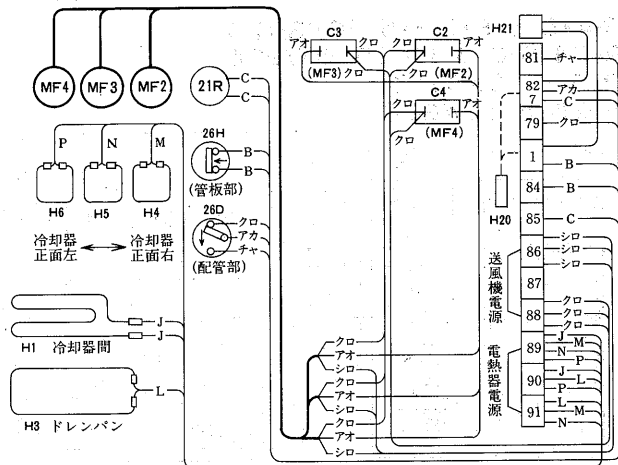 MF4
MF3
MF2
21R
C
C
P
N
M
H6
H5
H4
冷却器
正面左
冷却器
正面右
26H
B
B
(管板部)
26D
クロ
アカ
チャ
(配管部)
H1 冷却器間
J
J
H3 ドレンパン
L
C3
アオ
クロ
(MF3)
クロ
C2
クロ
アオ
(MF2)
C4
クロ
アオ
クロ
(MF4)
クロ
アオ
シロ
クロ
アオ
シロ
クロ
アオ
シロ
H21
H20
81
チャ
82
アカ
7
C
79
クロ
1
B
84
B
85
C
送風機電源
86
シロ
シロ
シロ
87
88
クロ
クロ
クロ
電熱器電源
89
J
M
N
P
90
J
L
P
91
L
M
N